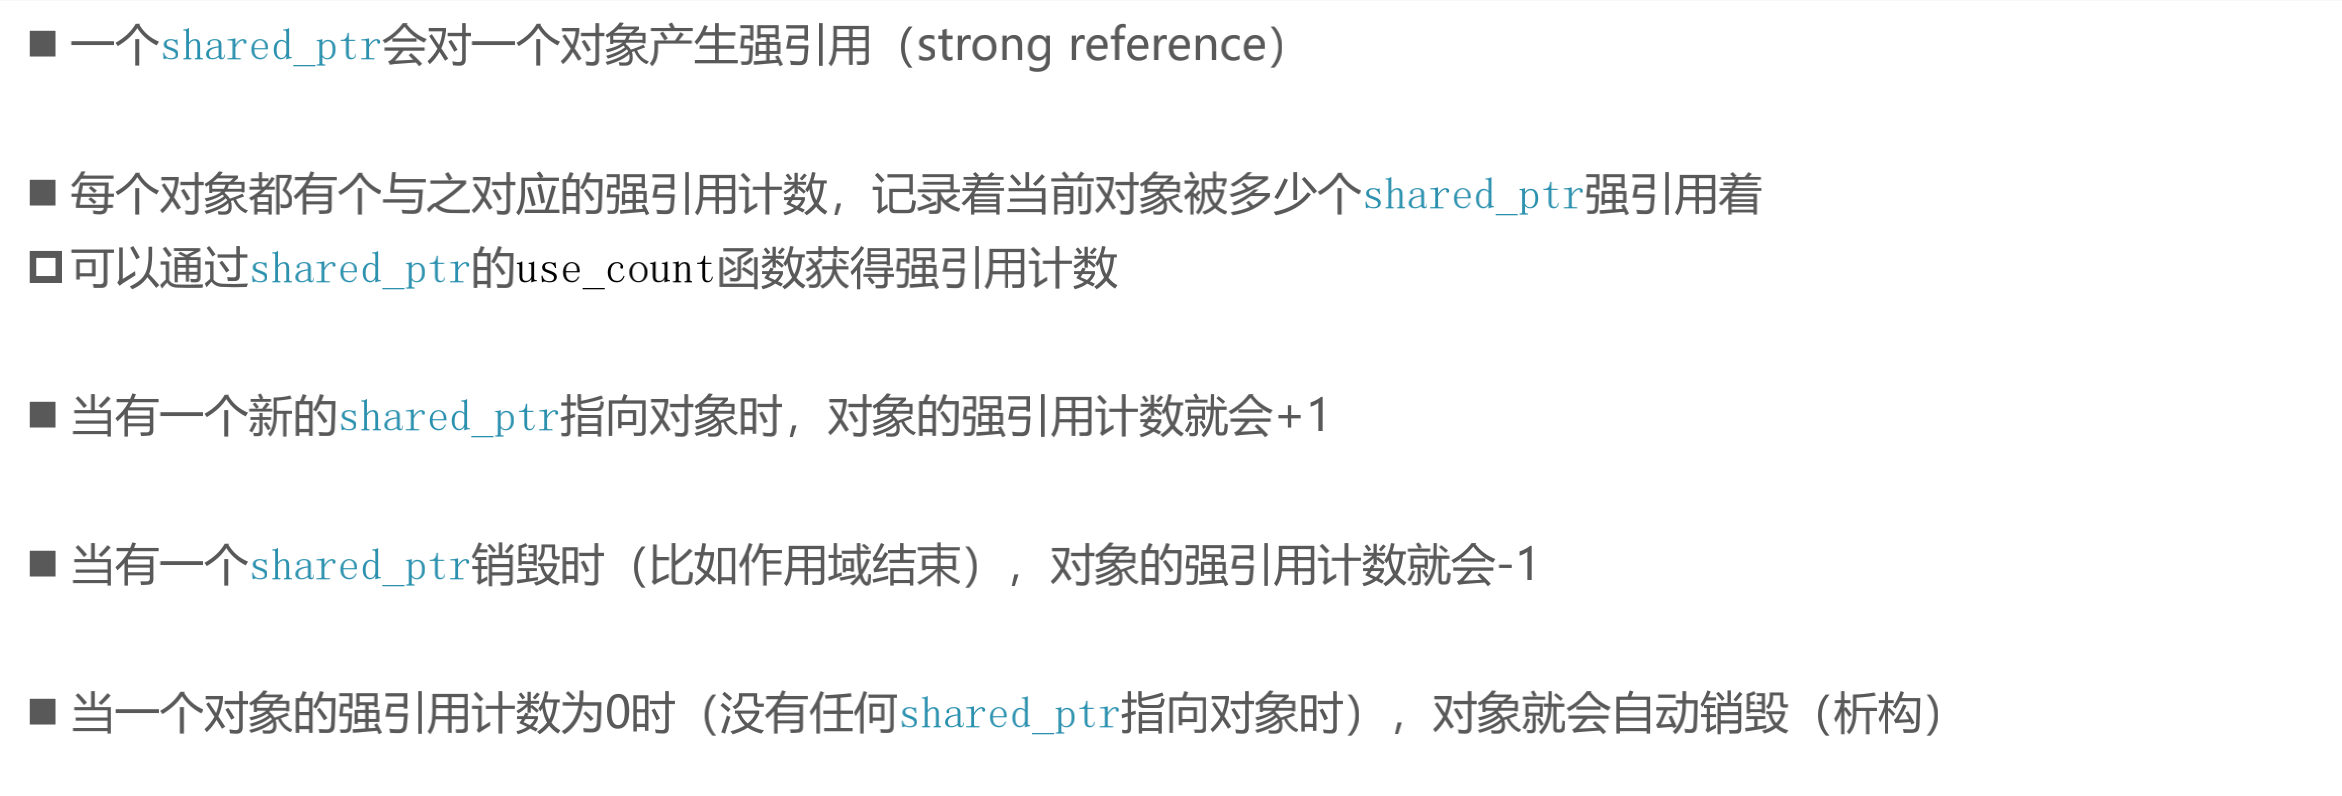 ■ 一个shared_ptr会对一个对象产生强引用（strong reference）
■ 每个对象都有个与之对应的强引用计数，记录着当前对象被多少个shared_ptr强引用着
□ 可以通过shared_ptr的use_count函数获得强引用计数
■ 当有一个新的shared_ptr指向对象时，对象的强引用计数就会+1
■ 当有一个shared_ptr销毁时（比如作用域结束），对象的强引用计数就会-1
■ 当一个对象的强引用计数为0时（没有任何shared_ptr指向对象时），对象就会自动销毁（析构）